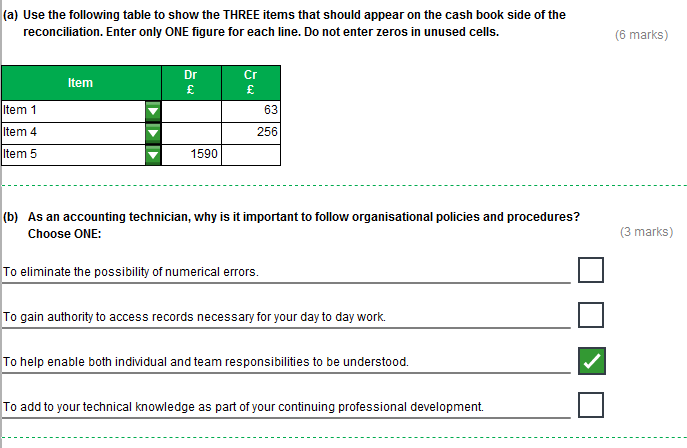 (a) Use the following table to show the THREE items that should appear on the cash book side of the
reconciliation. Enter only ONE figure for each line. Do not enter zeros in unused cells.
(6 marks)
Item Dr £ Cr £
Item 1 63
Item 4 256
Item 5 1590
(b) As an accounting technician, why is it important to follow organisational policies and procedures?
Choose ONE:
(3 marks)
To eliminate the possibility of numerical errors.
To gain authority to access records necessary for your day to day work.
To help enable both individual and team responsibilities to be understood.
To add to your technical knowledge as part of your continuing professional development.